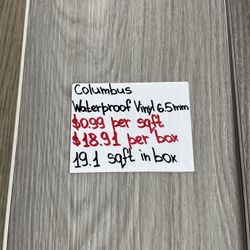 Columbus
Waterproof Vinyl 6.5mm
$0.99 per sqft
$18.91 per box
19.1 sqft in box